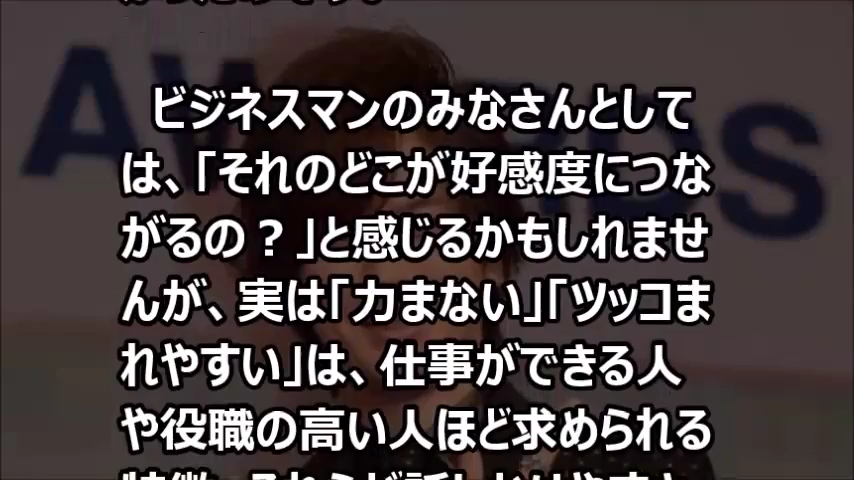 ビジネスマンのみなさんとして
は、「それのどこが好感度につな
がるの？」と感じるかもしれませ
んが、実は「力まない」「ツッコま
れやすい」は、仕事ができる人
や役職の高い人ほど求められる